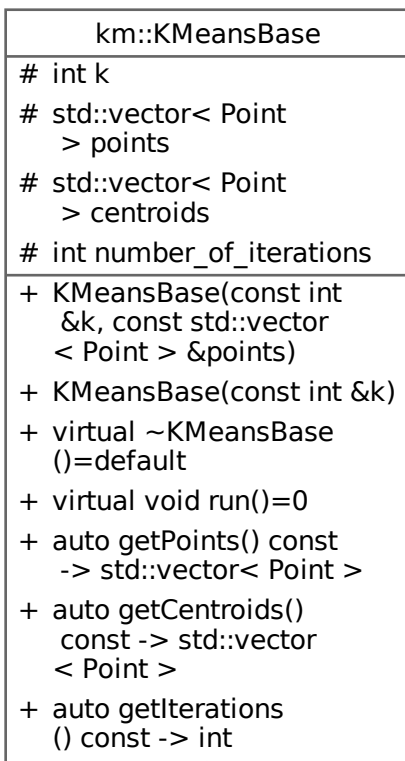 km::KMeansBase
# int k
# std::vector< Point
> points
# std::vector< Point
> centroids
# int number_of_iterations
+ KMeansBase(const int
&k, const std::vector
< Point > &points)
+ KMeansBase(const int &k)
+ virtual ~KMeansBase
()=default
+ virtual void run()=0
+ auto getPoints() const
-> std::vector< Point >
+ auto getCentroids()
const -> std::vector
< Point >
+ auto getIterations
() const -> int